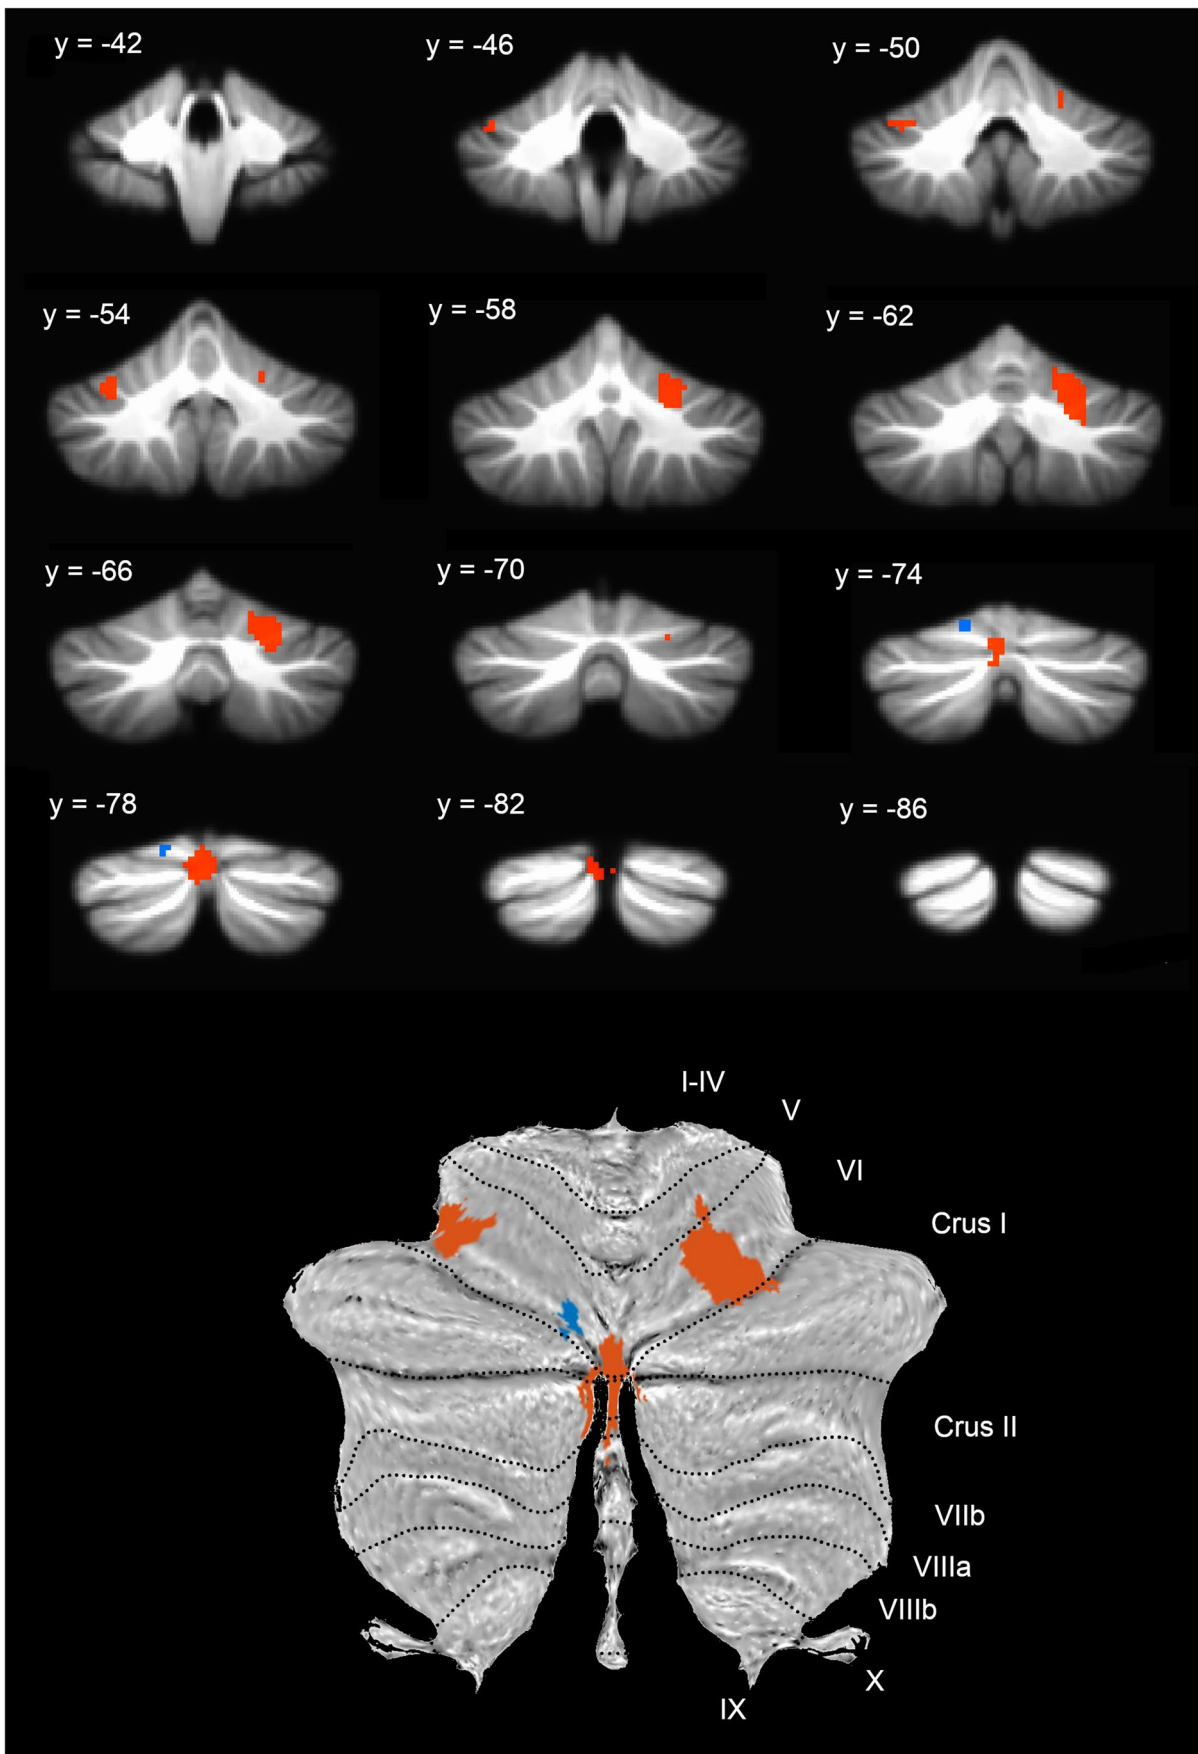 y = -42
y = -46
y = -50
y = -54
y = -58
y = -62
y = -66
y = -70
y = -74
y = -78
y = -82
y = -86
I-IV
V
VI
Crus I
Crus II
VIIb
VIIIa
VIIIb
X
IX